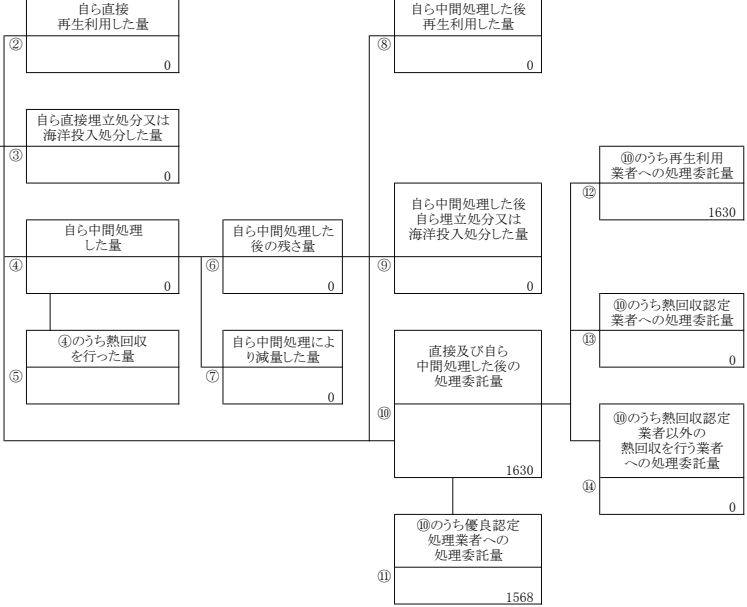 自ら直接
再生利用した量
②
0
自ら中間処理した後
再生利用した量
⑧
0
自ら直接埋立処分又は
海洋投入処分した量
③
0
⑩のうち再生利用
業者への処理委託量
⑫
1630
自ら中間処理
した量
④
0
自ら中間処理した
後の残さ量
⑥
0
自ら中間処理した後
自ら埋立処分又は
海洋投入処分した量
⑨
0
⑩のうち熱回収認定
業者への処理委託量
⑬
0
④のうち熱回収
を行った量
⑤
自ら中間処理によ
り減量した量
⑦
0
直接及び自ら
中間処理した後の
処理委託量
⑩
1630
⑩のうち熱回収認定
業者以外の
熱回収を行う業者
への処理委託量
⑭
0
⑩のうち優良認定
処理業者への
処理委託量
⑪
1568